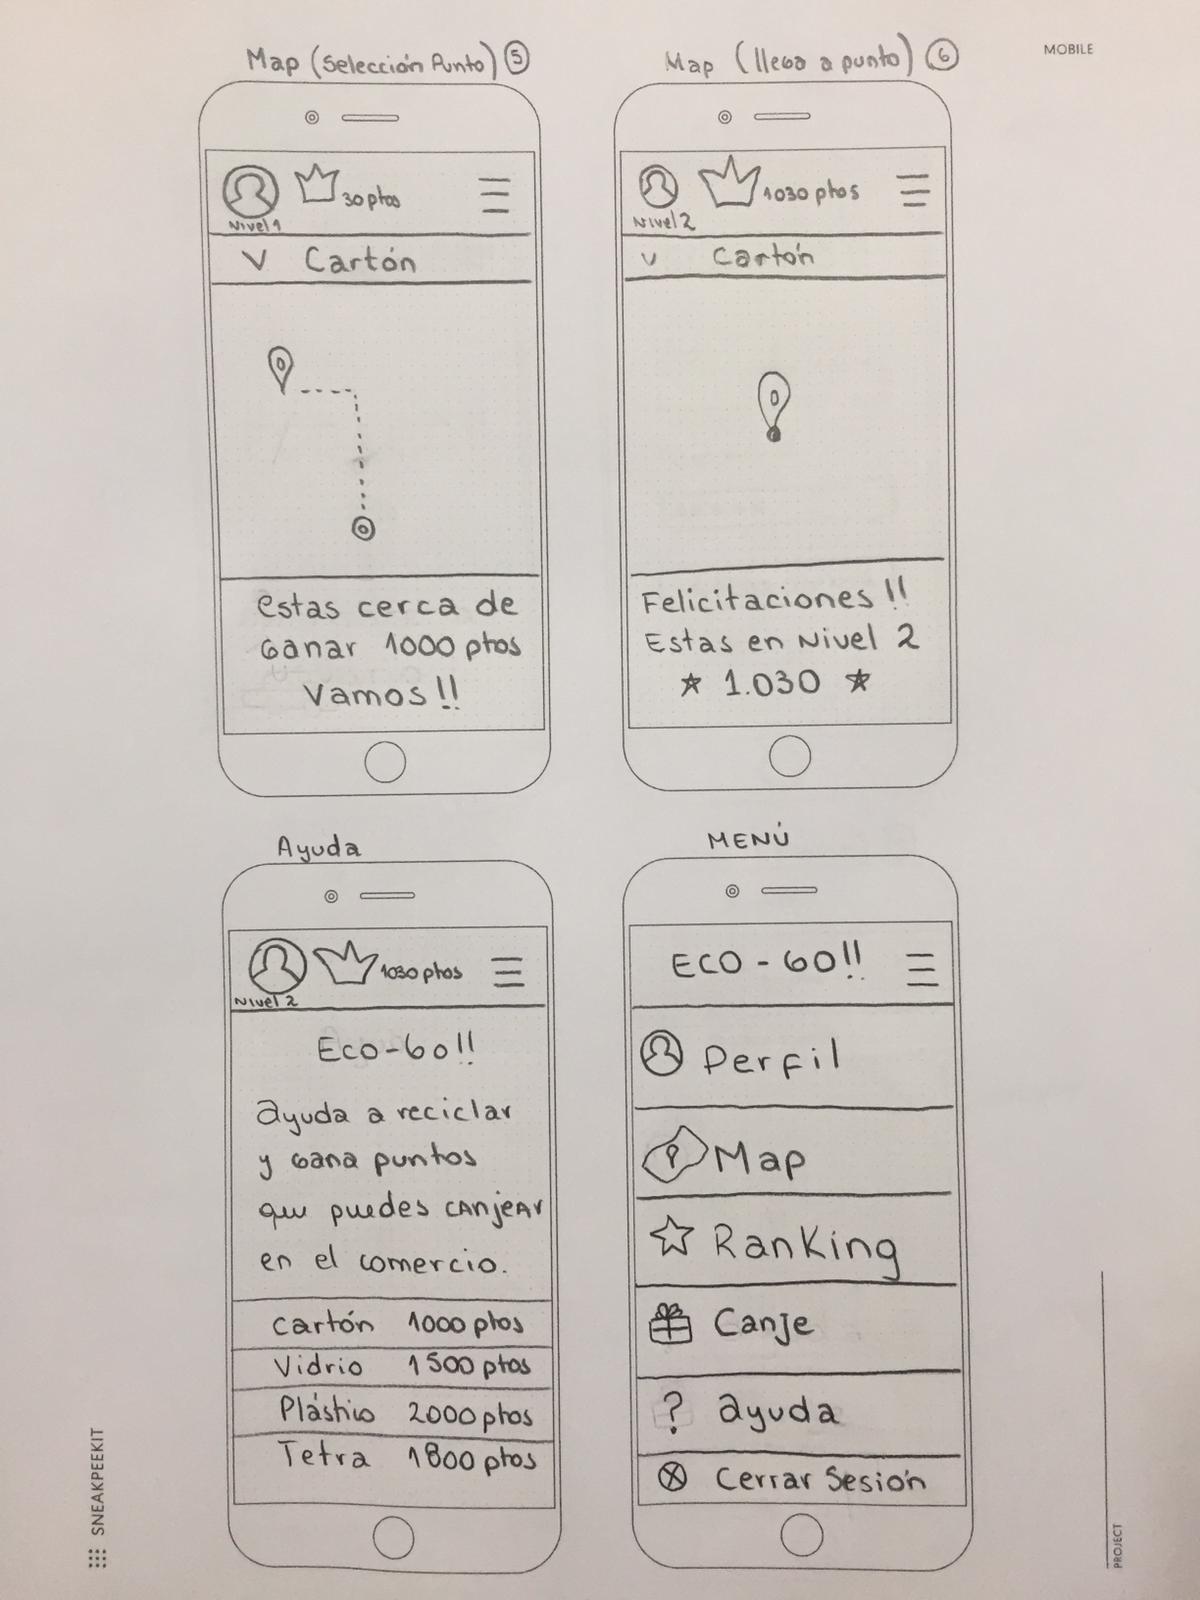 MOBILE
Map (Selección Punto) 5
30 ptos
Nivel 1
V Cartón
Estas cerca de
Ganar 1000 ptos
Vamos!!
Map (llega a punto) 6
1030 ptos
Nivel 2
V Cartón
Felicitaciones!!
Estas en Nivel 2
★ 1.030 ★
Ayuda
1030 ptos
Nivel 2
Eco-Go!!
ayuda a reciclar
y Gana puntos
que puedes CAnjeAr
en el comercio.
Cartón 1000 ptos
Vidrio 1500 ptos
Plástico 2000 ptos
Tetra 1800 ptos
MENÚ
ECO-GO!!
Perfil
Map
Ranking
Canje
? ayuda
Cerrar Sesión
SNEAKPEEKIT
PROJECT